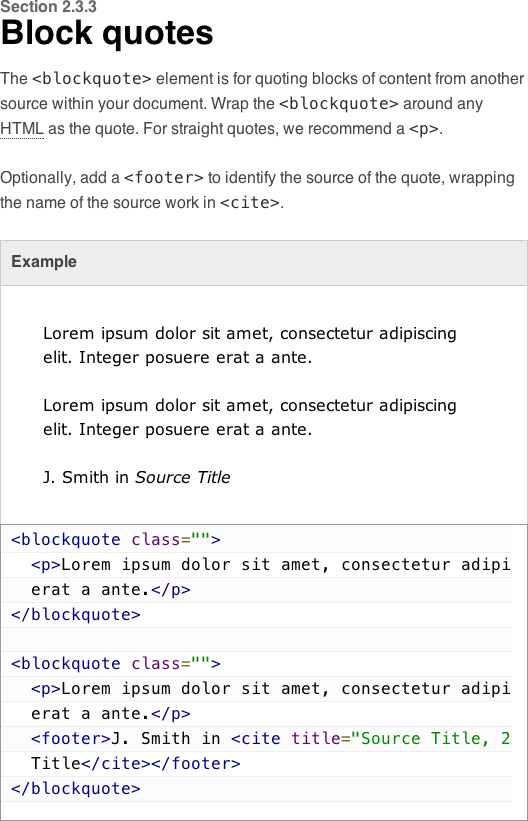 Section 2.3.3
Block quotes
The <blockquote> element is for quoting blocks of content from another
source within your document. Wrap the <blockquote> around any
HTML as the quote. For straight quotes, we recommend a <p>.
Optionally, add a <footer> to identify the source of the quote, wrapping
the name of the source work in <cite>.
Example
Lorem ipsum dolor sit amet, consectetur adipiscing
elit. Integer posuere erat a ante.
Lorem ipsum dolor sit amet, consectetur adipiscing
elit. Integer posuere erat a ante.
J. Smith in Source Title
<blockquote class="">
<p>Lorem ipsum dolor sit amet, consectetur adipi
erat a ante.</p>
</blockquote>
<blockquote class="">
<p>Lorem ipsum dolor sit amet, consectetur adipi
erat a ante.</p>
<footer>J. Smith in <cite title="Source Title, 2
Title</cite></footer>
</blockquote>